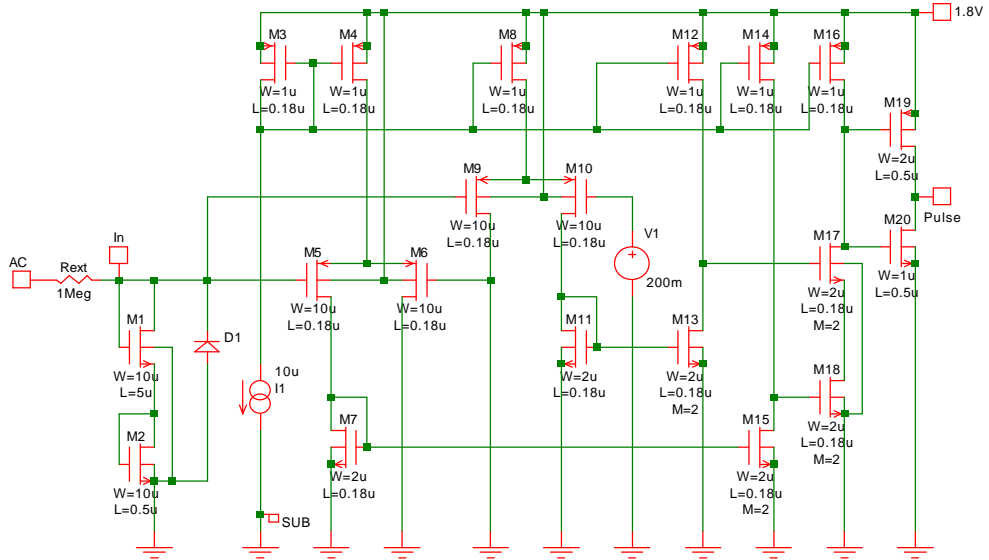 1.8V
M3
W=1u
L=0.18u
M4
W=1u
L=0.18u
M8
W=1u
L=0.18u
M12
W=1u
L=0.18u
M14
W=1u
L=0.18u
M16
W=1u
L=0.18u
M19
W=2u
L=0.5u
M9
W=10u
L=0.18u
M10
W=10u
L=0.18u
Pulse
In
AC
Rext
1Meg
M5
W=10u
L=0.18u
M6
W=10u
L=0.18u
V1
200m
M17
W=2u
L=0.18u
M=2
M20
W=1u
L=0.5u
M1
W=10u
L=5u
D1
10u
I1
M11
W=2u
L=0.18u
M13
W=2u
L=0.18u
M=2
M18
W=2u
L=0.18u
M=2
M2
W=10u
L=0.5u
M7
W=2u
L=0.18u
M15
W=2u
L=0.18u
M=2
SUB